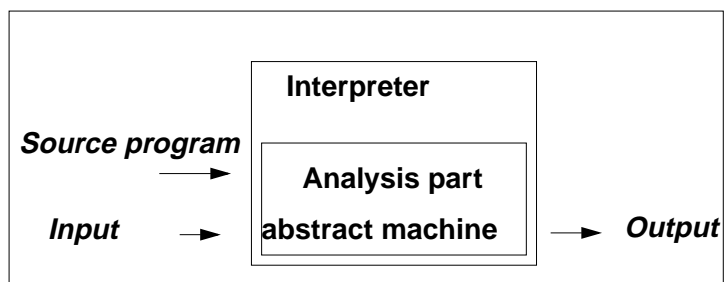 Interpreter
Source program
Analysis part
Input
abstract machine
Output